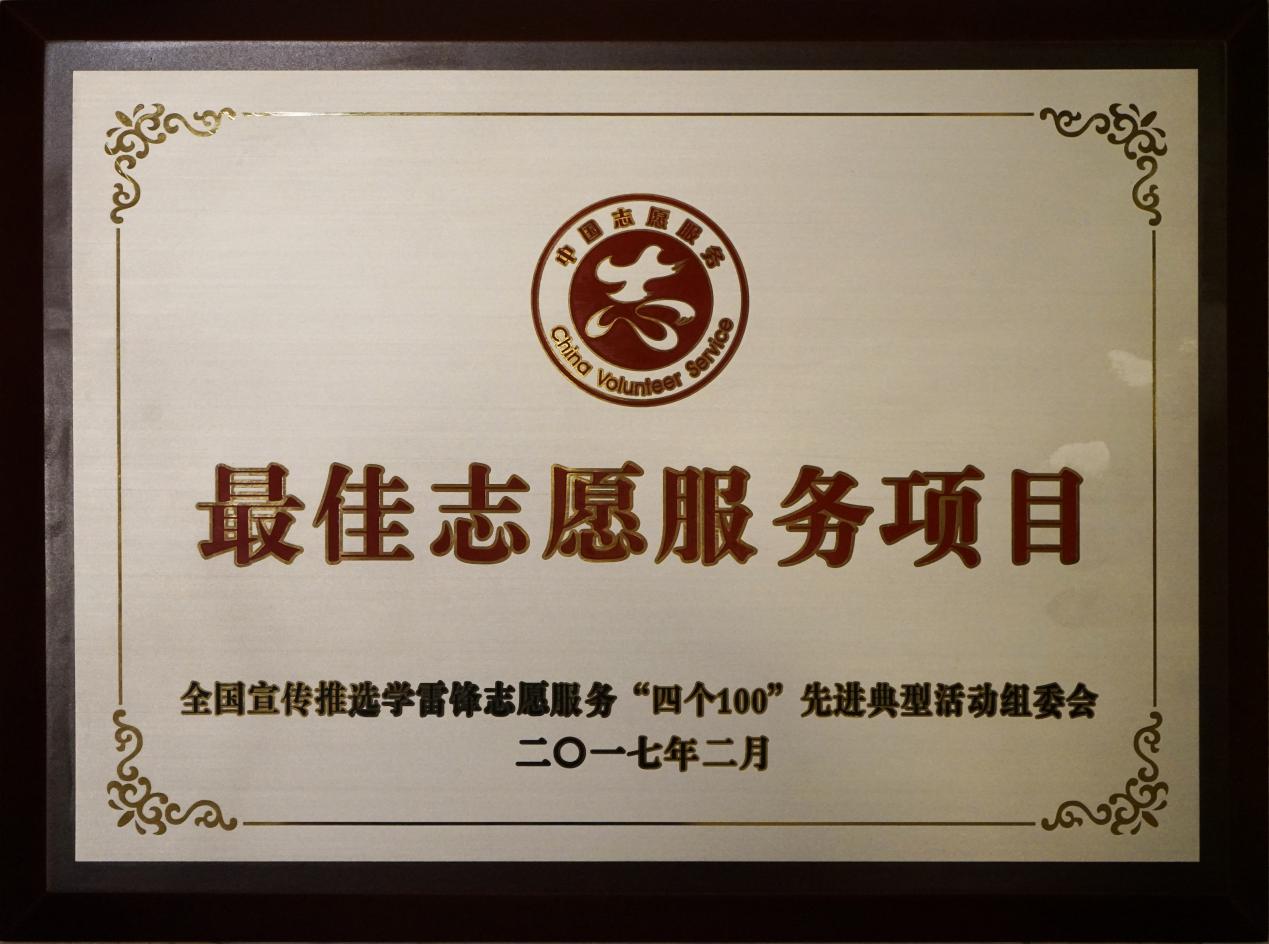 中国志愿服务
China Volunteer Service
最佳志愿服务项目
全国宣传推选学雷锋志愿服务“四个100”先进典型活动组委会
二〇一七年二月